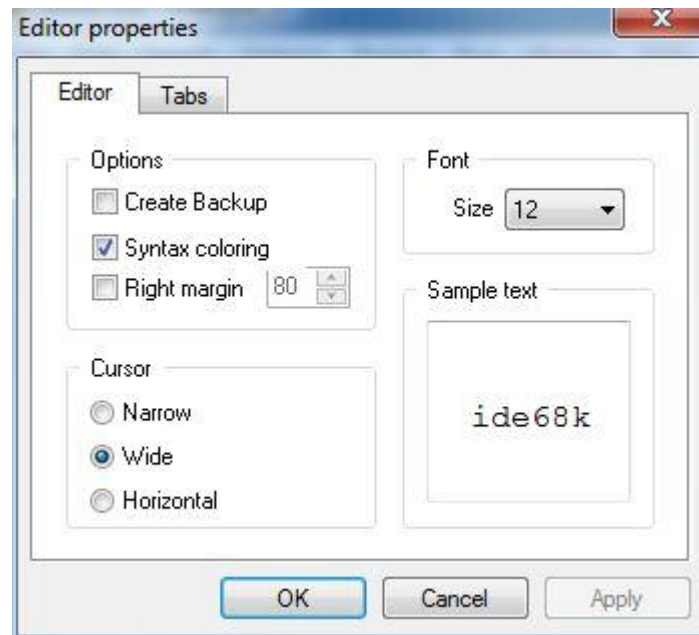 Editor properties
Editor
Tabs
Options
Create Backup
Syntax coloring
Right margin 80
Font
Size 12
Sample text
ide68k
Cursor
Narrow
Wide
Horizontal
OK
Cancel
Apply